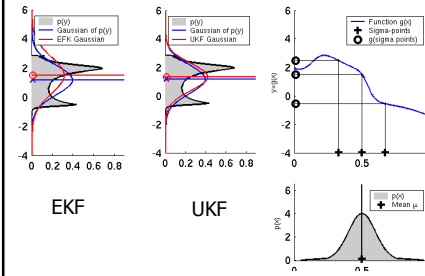 6
4
2
0
-2
-4
0 0.2 0.4 0.6 0.8
p(y)
Gaussian of p(y)
EFK Gaussian
EKF
6
4
2
0
-2
-4
0 0.2 0.4 0.6 0.8
p(y)
Gaussian of p(y)
UKF Gaussian
UKF
6
4
2
0
-2
-4
y=g(x)
0 0.5
Function g(x)
Sigma-points
g(sigma points)
6
4
2
0
p(x)
p(x)
Mean μ
0 0.5